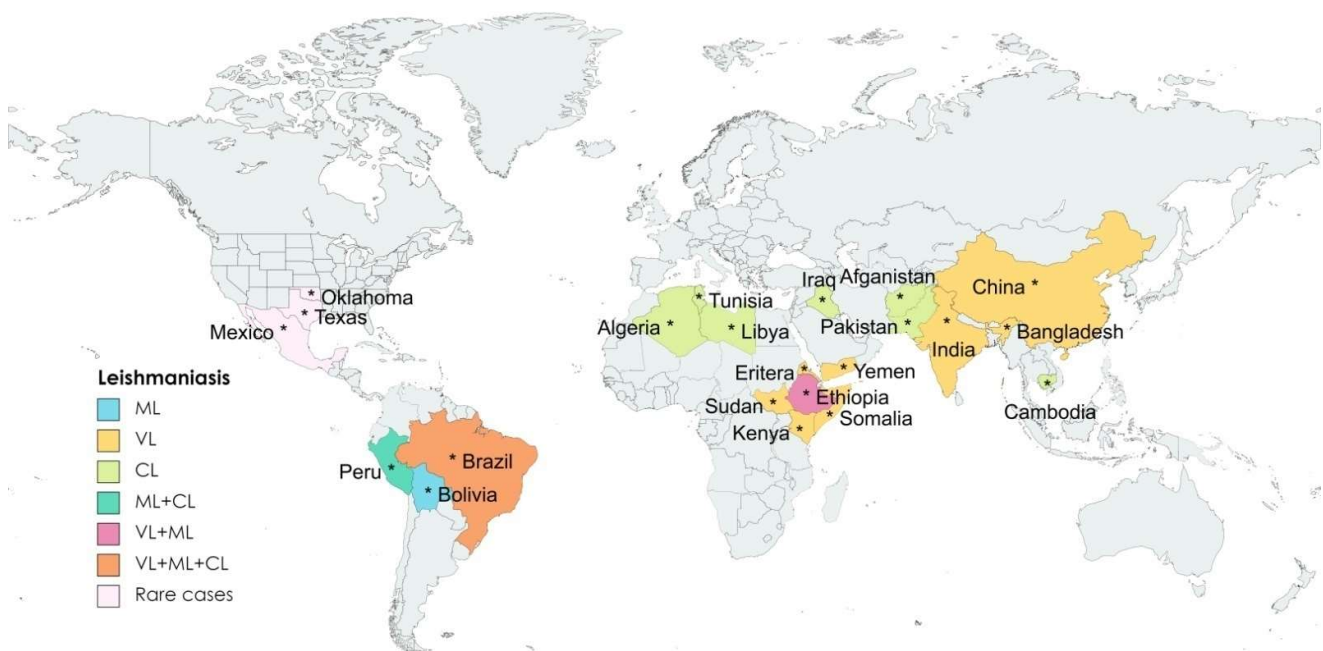 Oklahoma
Texas
Mexico
Leishmaniasis
ML
VL
CL
ML+CL
VL+ML
VL+ML+CL
Rare cases
Peru
Brazil
Bolivia
Algeria
Tunisia
Libya
Iraq
Afganistan
Pakistan
China
India
Bangladesh
Eritera
Yemen
Sudan
Ethiopia
Somalia
Kenya
Cambodia